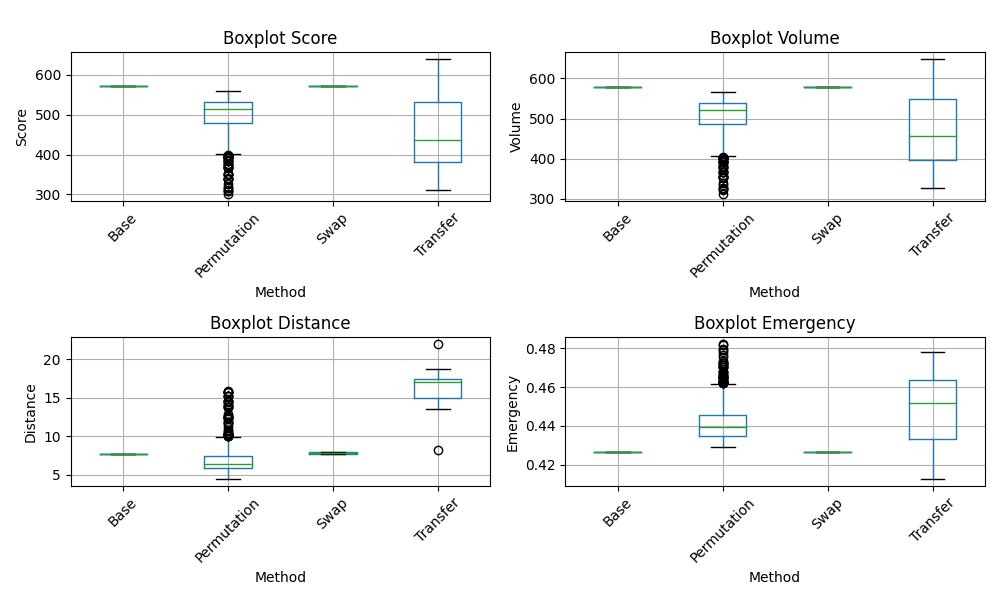 Boxplot Score
Score
600
500
400
300
Base
Permutation
Swap
Transfer
Method
Boxplot Volume
Volume
600
500
400
300
Base
Permutation
Swap
Transfer
Method
Boxplot Distance
Distance
20
15
10
5
Base
Permutation
Swap
Transfer
Method
Boxplot Emergency
Emergency
0.48
0.46
0.44
0.42
Base
Permutation
Swap
Transfer
Method